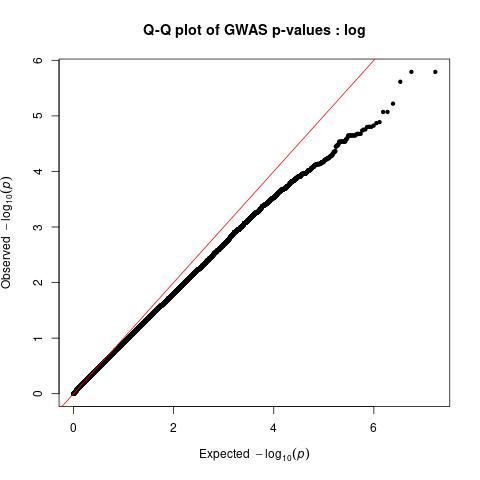 Q-Q plot of GWAS p-values : log
Observed −log₁₀(p)
6
5
4
3
2
1
0
0 2 4 6
Expected −log₁₀(p)